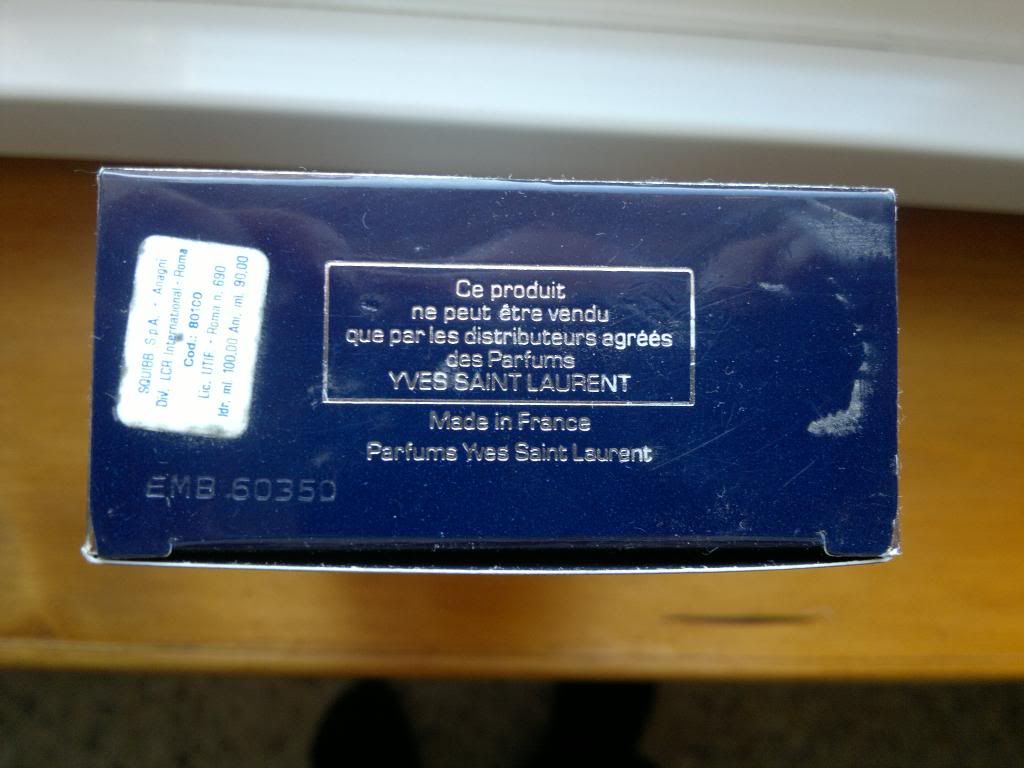 SQUIBB S.p.A. - Anagni
Div. LCR International - Roma
Cod.: 80100
Lic. UTIF - Roma n. 690
Idr. ml. 100,00 Ani. ml. 90,00
Ce produit
ne peut être vendu
que par les distributeurs agréés
des Parfums
YVES SAINT LAURENT
Made in France
Parfums Yves Saint Laurent
EMB 60350